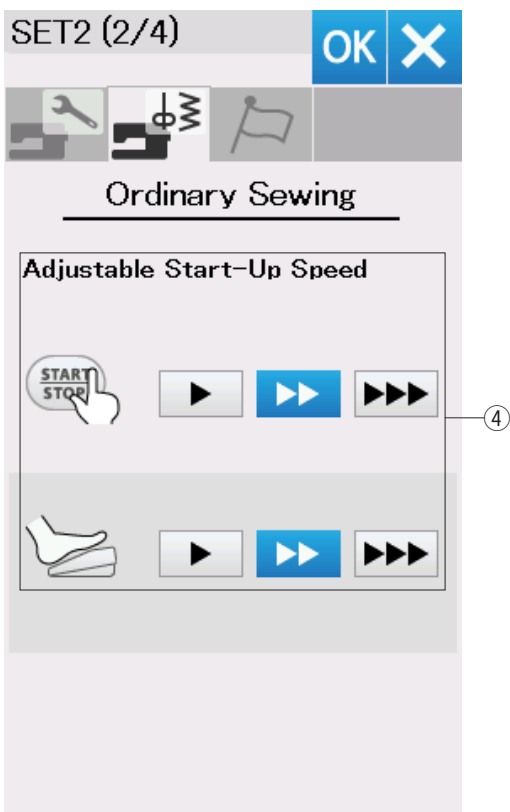 SET2 (2/4)
OK
Ordinary Sewing
Adjustable Start-Up Speed
START
STOP
④